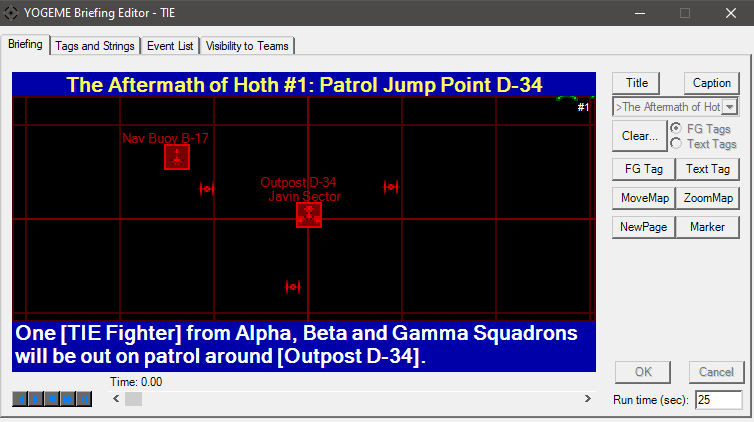 YOGEME Briefing Editor - TIE
Briefing
Tags and Strings
Event List
Visibility to Teams
The Aftermath of Hoth #1: Patrol Jump Point D-34
#1
Nav Buoy B-17
Outpost D-34
Javin Sector
One [TIE Fighter] from Alpha, Beta and Gamma Squadrons
will be out on patrol around [Outpost D-34].
Time: 0.00
Title
Caption
>The Aftermath of Hot
Clear...
FG Tags
Text Tags
FG Tag
Text Tag
MoveMap
ZoomMap
NewPage
Marker
OK
Cancel
Run time (sec):
25